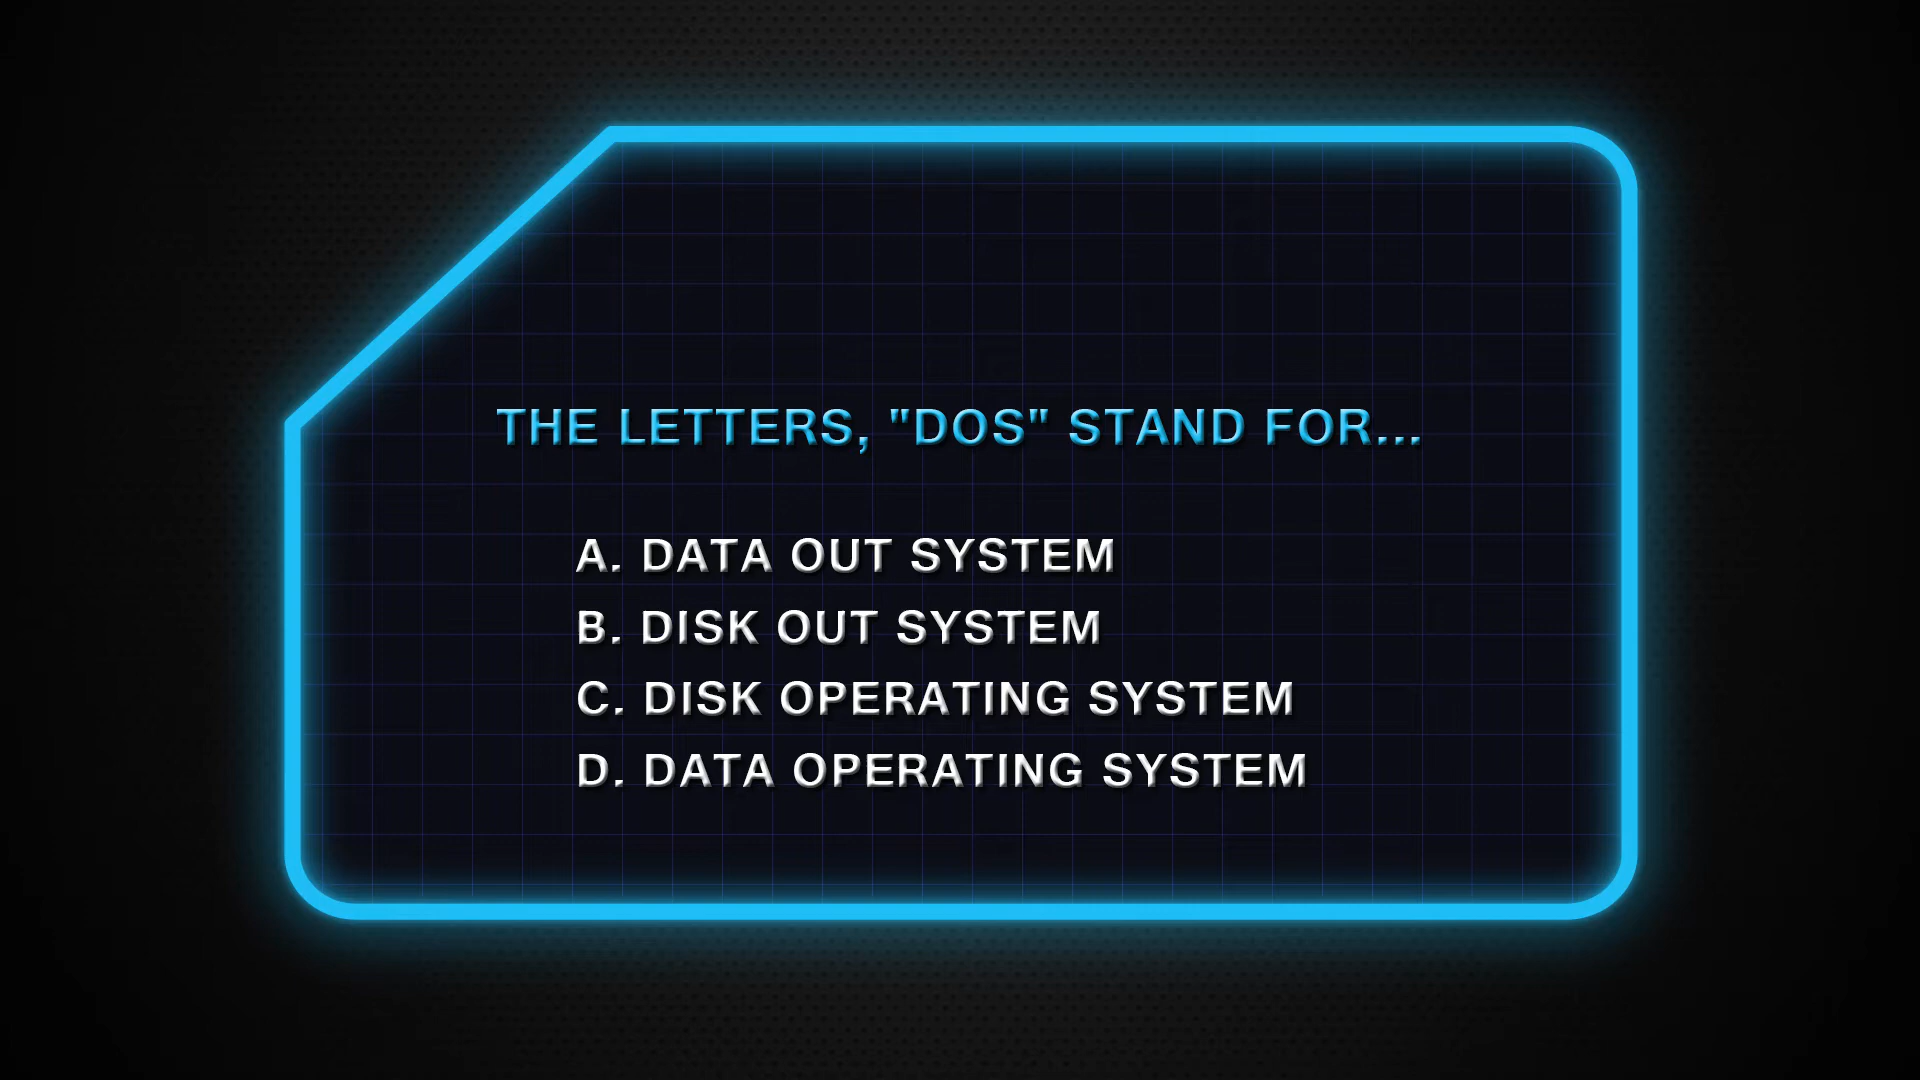 THE LETTERS, "DOS" STAND FOR...
A. DATA OUT SYSTEM
B. DISK OUT SYSTEM
C. DISK OPERATING SYSTEM
D. DATA OPERATING SYSTEM